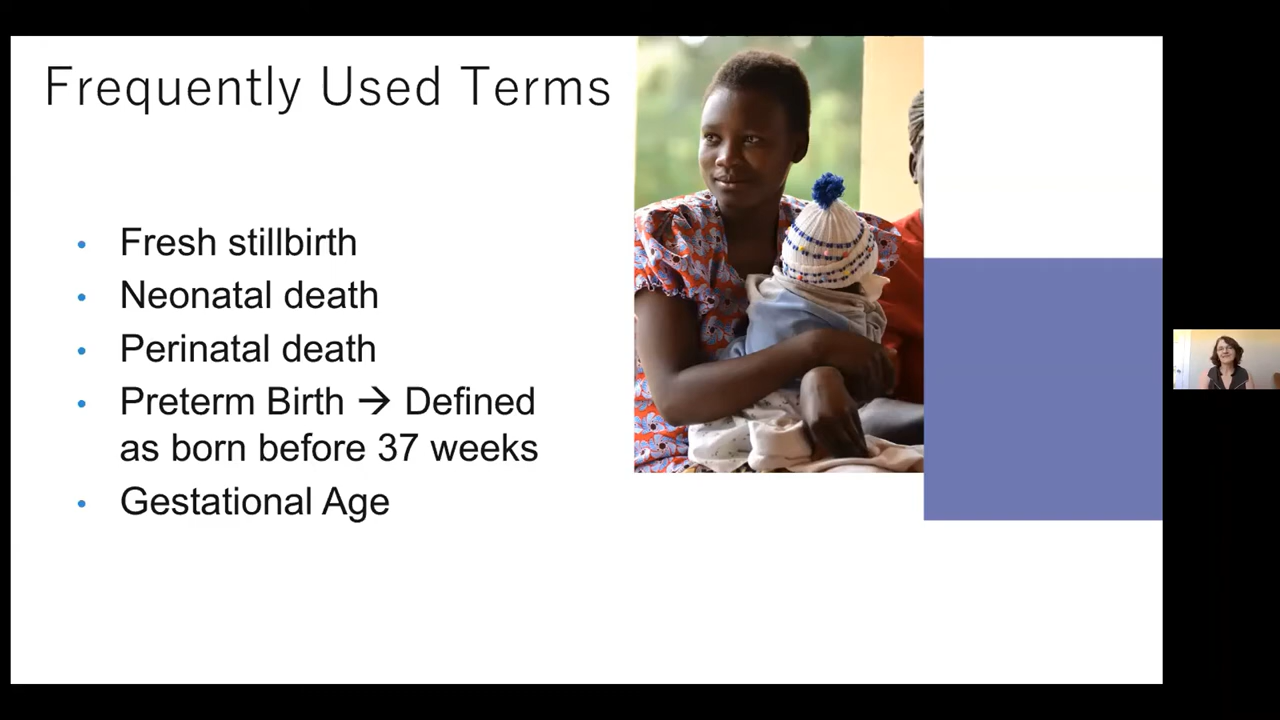 Frequently Used Terms
• Fresh stillbirth
• Neonatal death
• Perinatal death
• Preterm Birth → Defined
as born before 37 weeks
• Gestational Age